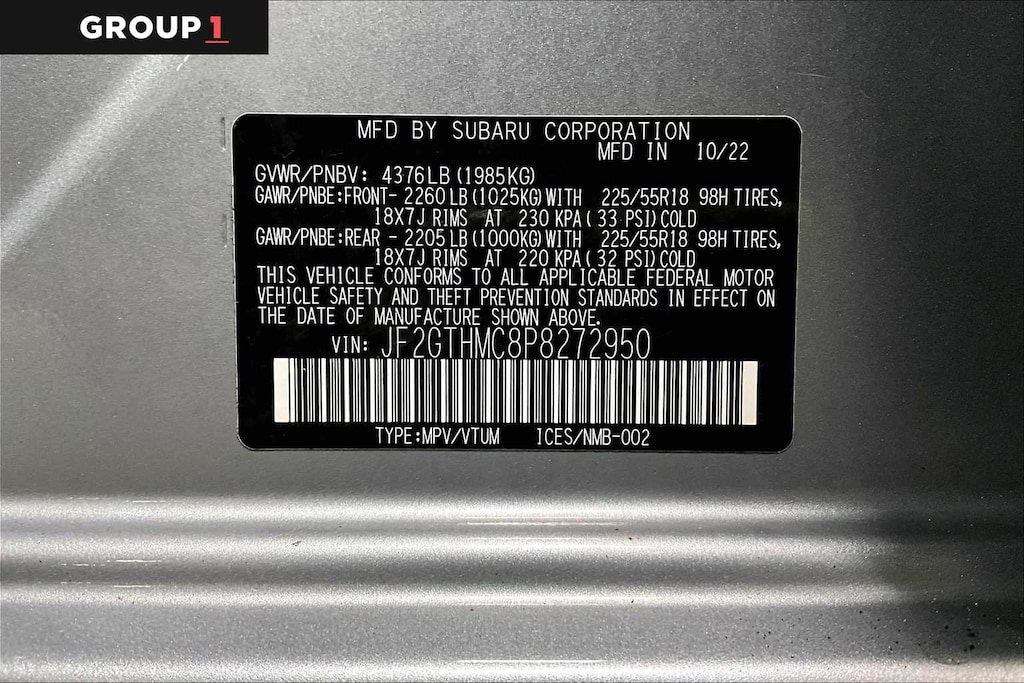 GROUP 1
MFD BY SUBARU CORPORATION
MFD IN 10/22
GVWR/PNBV: 4376LB (1985KG)
GAWR/PNBE:FRONT- 2260 LB (1025KG) WITH 225/55R18 98H TIRES,
18X7J RIMS AT 230 KPA ( 33 PSI) COLD
GAWR/PNBE:REAR - 2205 LB (1000KG) WITH 225/55R18 98H TIRES,
18X7J RIMS AT 220 KPA ( 32 PSI) COLD
THIS VEHICLE CONFORMS TO ALL APPLICABLE FEDERAL MOTOR
VEHICLE SAFETY AND THEFT PREVENTION STANDARDS IN EFFECT ON
THE DATE OF MANUFACTURE SHOWN ABOVE.
VIN: JF2GTHMC8P8272950
TYPE:MPV/VTUM ICES/NMB-002